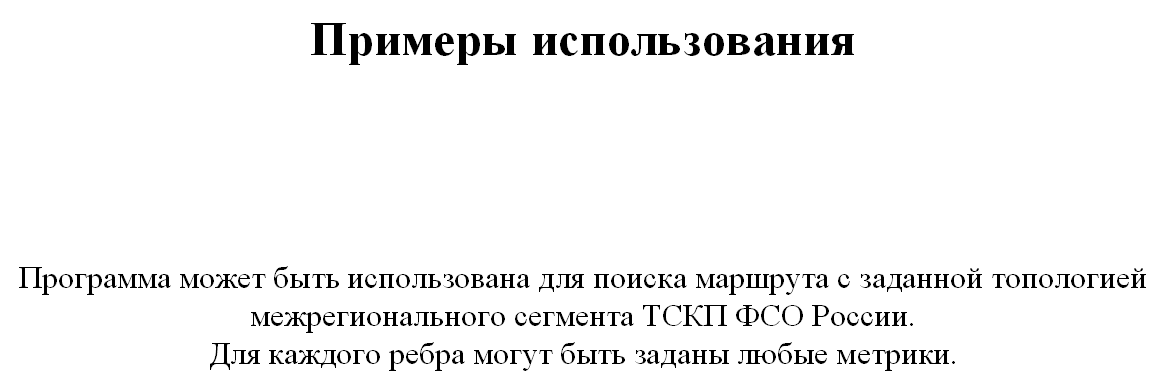 Примеры использования
Программа может быть использована для поиска маршрута с заданной топологией
межрегионального сегмента ТСКП ФСО России.
Для каждого ребра могут быть заданы любые метрики.